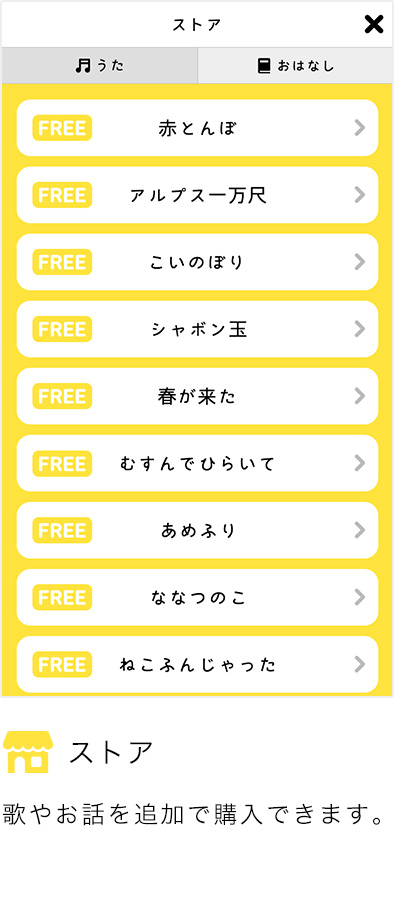 ストア
うた
おはなし
FREE 赤とんぼ
FREE アルプス一万尺
FREE こいのぼり
FREE シャボン玉
FREE 春が来た
FREE むすんでひらいて
FREE あめふり
FREE ななつのこ
FREE ねこふんじゃった
ストア
歌やお話を追加で購入できます。